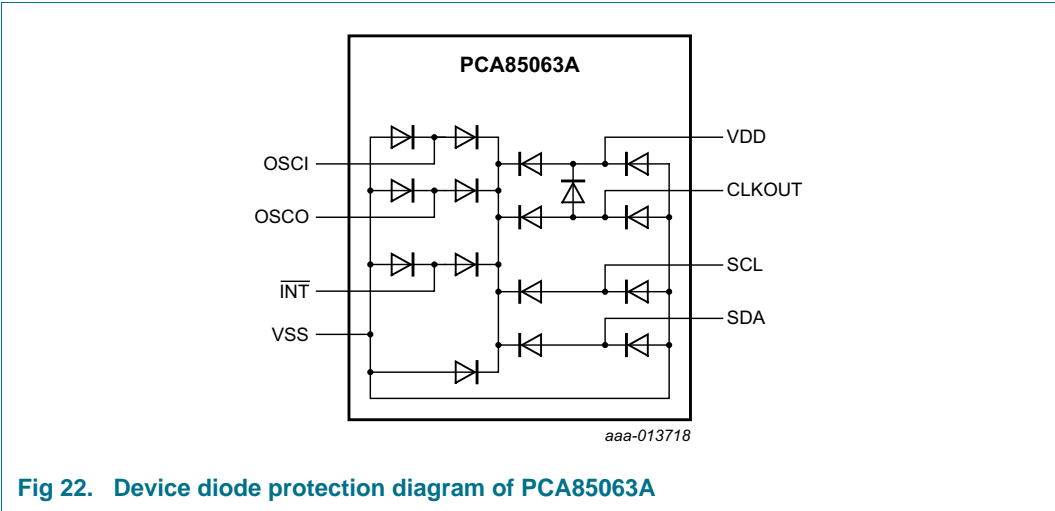 PCA85063A
OSCI
OSCO
INT
VSS
VDD
CLKOUT
SCL
SDA
aaa-013718
Fig 22. Device diode protection diagram of PCA85063A